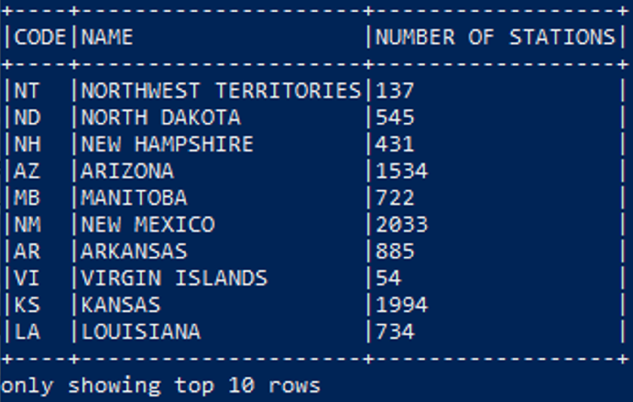 +----+---------------------+------------------+
|CODE|NAME                 |NUMBER OF STATIONS|
+----+---------------------+------------------+
|NT  |NORTHWEST TERRITORIES|137               |
|ND  |NORTH DAKOTA         |545               |
|NH  |NEW HAMPSHIRE        |431               |
|AZ  |ARIZONA              |1534              |
|MB  |MANITOBA             |722               |
|NM  |NEW MEXICO           |2033              |
|AR  |ARKANSAS             |885               |
|VI  |VIRGIN ISLANDS       |54                |
|KS  |KANSAS               |1994              |
|LA  |LOUISIANA            |734               |
+----+---------------------+------------------+
only showing top 10 rows